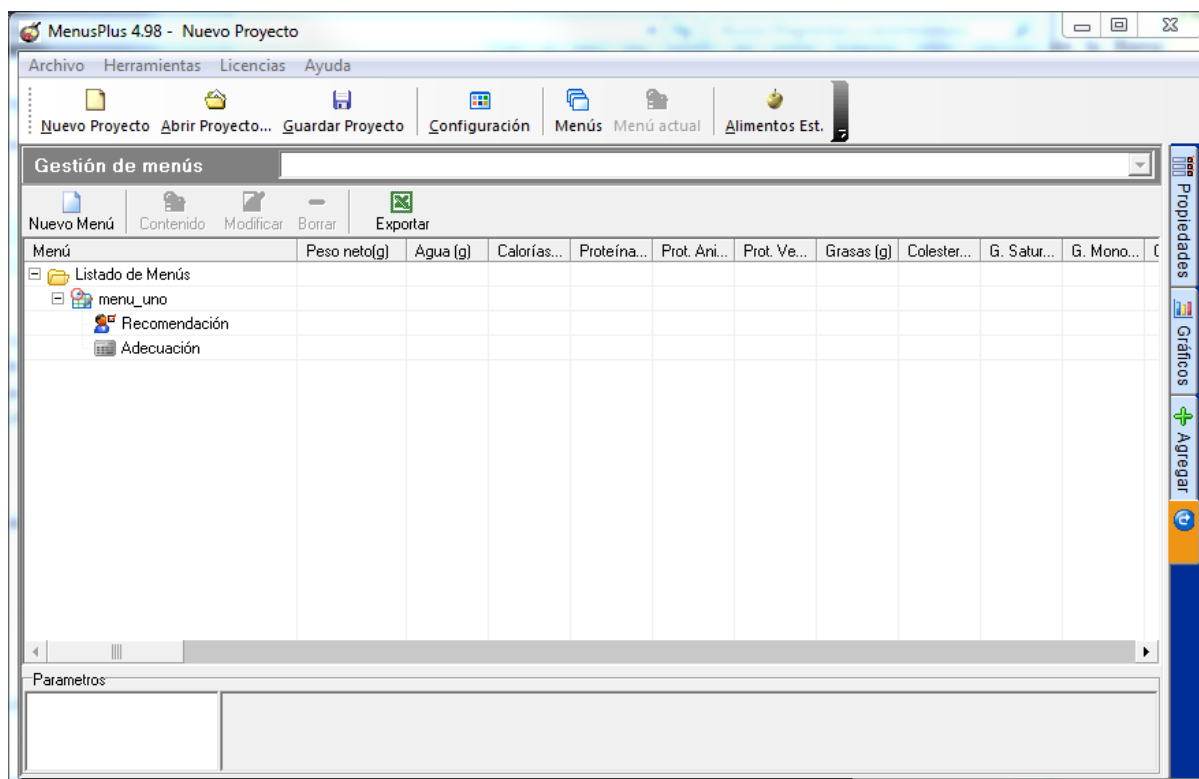 MenusPlus 4.98 - Nuevo Proyecto
Archivo Herramientas Licencias Ayuda
Nuevo Proyecto Abrir Proyecto... Guardar Proyecto Configuración Menús Menú actual Alimentos Est.
Gestión de menús
Nuevo Menú Contenido Modificar Borrar Exportar
Menú Peso neto(g) Agua (g) Calorías... Proteína... Prot. Ani... Prot. Ve... Grasas (g) Colester... G. Satur... G. Mono...
Listado de Menús
menu_uno
Recomendación
Adecuación
Parametros
Propiedades
Gráficos
Agregar